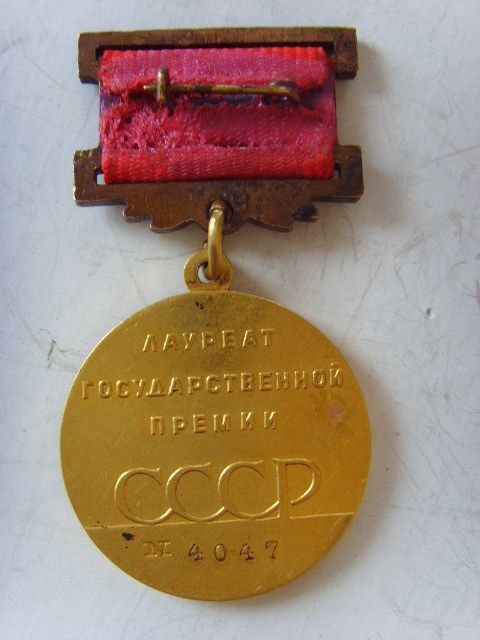 ЛАУРЕАТ
ГОСУДАРСТВЕННОЙ
ПРЕМИИ
СССР
№ 4047